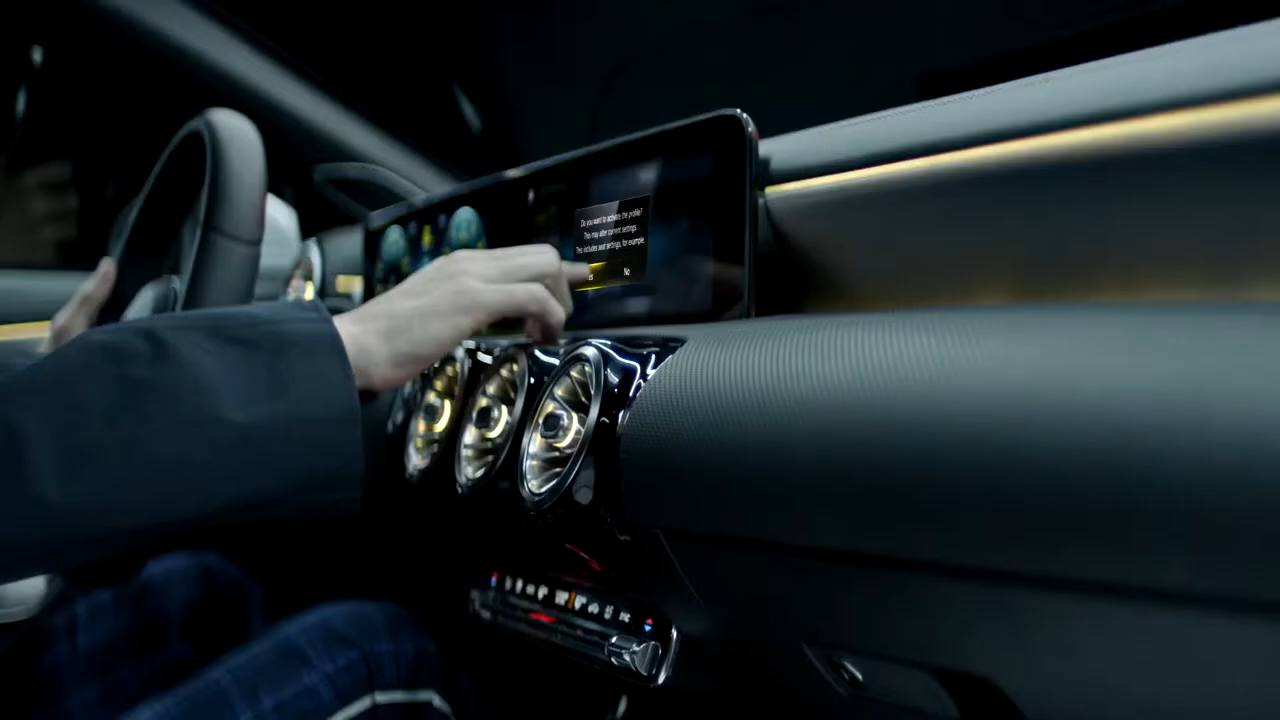 Do you want to activate the profile?
This may alter current settings.
This includes seat settings, for example.
No